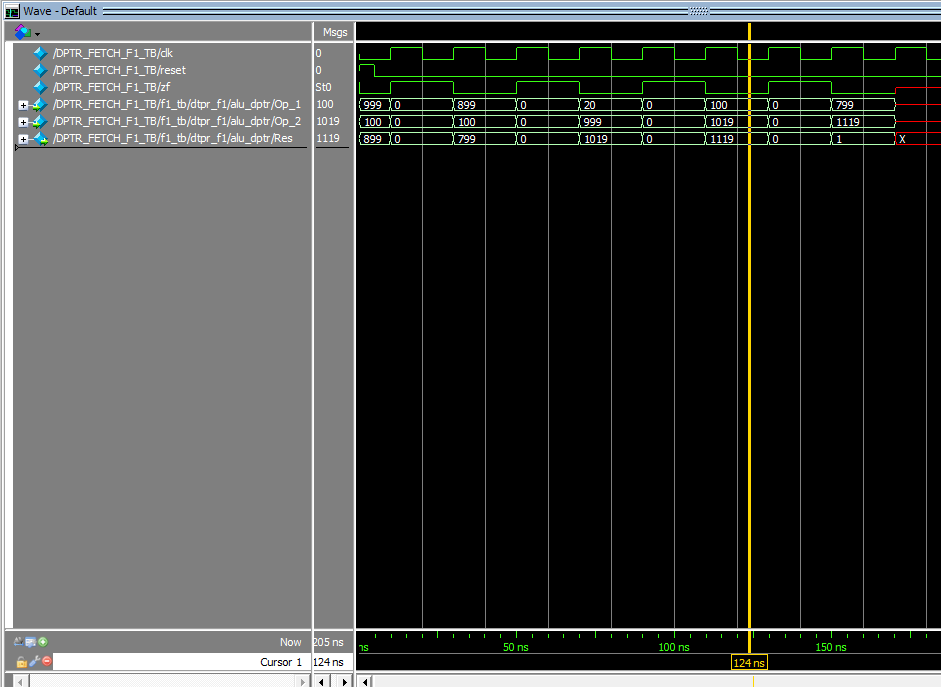 Wave - Default
Msgs
/DPTR_FETCH_F1_TB/clk 0
/DPTR_FETCH_F1_TB/reset 0
/DPTR_FETCH_F1_TB/zf St0
/DPTR_FETCH_F1_TB/f1_tb/dtpr_f1/alu_dptr/Op_1 100 999 0 899 0 20 0 100 0 799
/DPTR_FETCH_F1_TB/f1_tb/dtpr_f1/alu_dptr/Op_2 1019 100 0 100 0 999 0 1019 0 1119
/DPTR_FETCH_F1_TB/f1_tb/dtpr_f1/alu_dptr/Res 1119 899 0 799 0 1019 0 1119 0 1 X
Now 205 ns ns 50 ns 100 ns 150 ns
Cursor 1 124 ns 124 ns